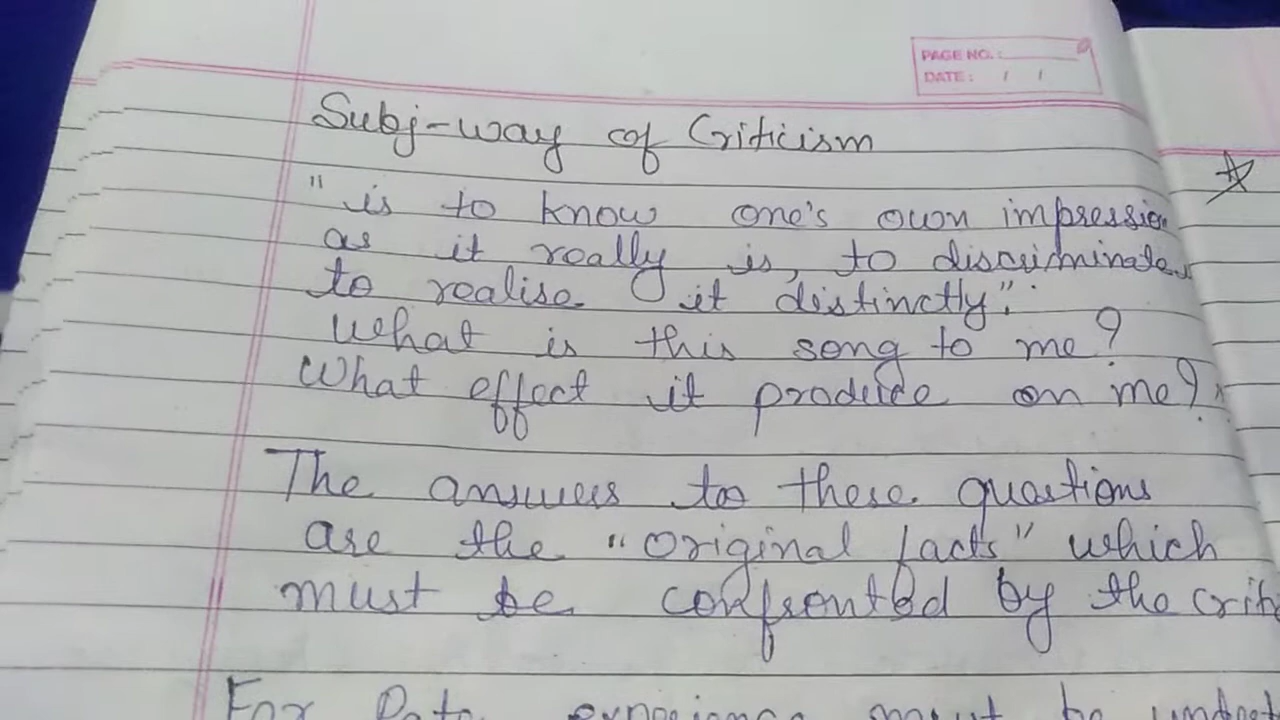 PAGE NO.:
DATE: / /
Subj-way of Criticism
"is to know one's own impression
as it really is, to discriminate,
to realise it distinctly".
What is this song to me?
What effect it produce on me?
The answers to these questions
are the "original facts" which
must be confronted by the
For